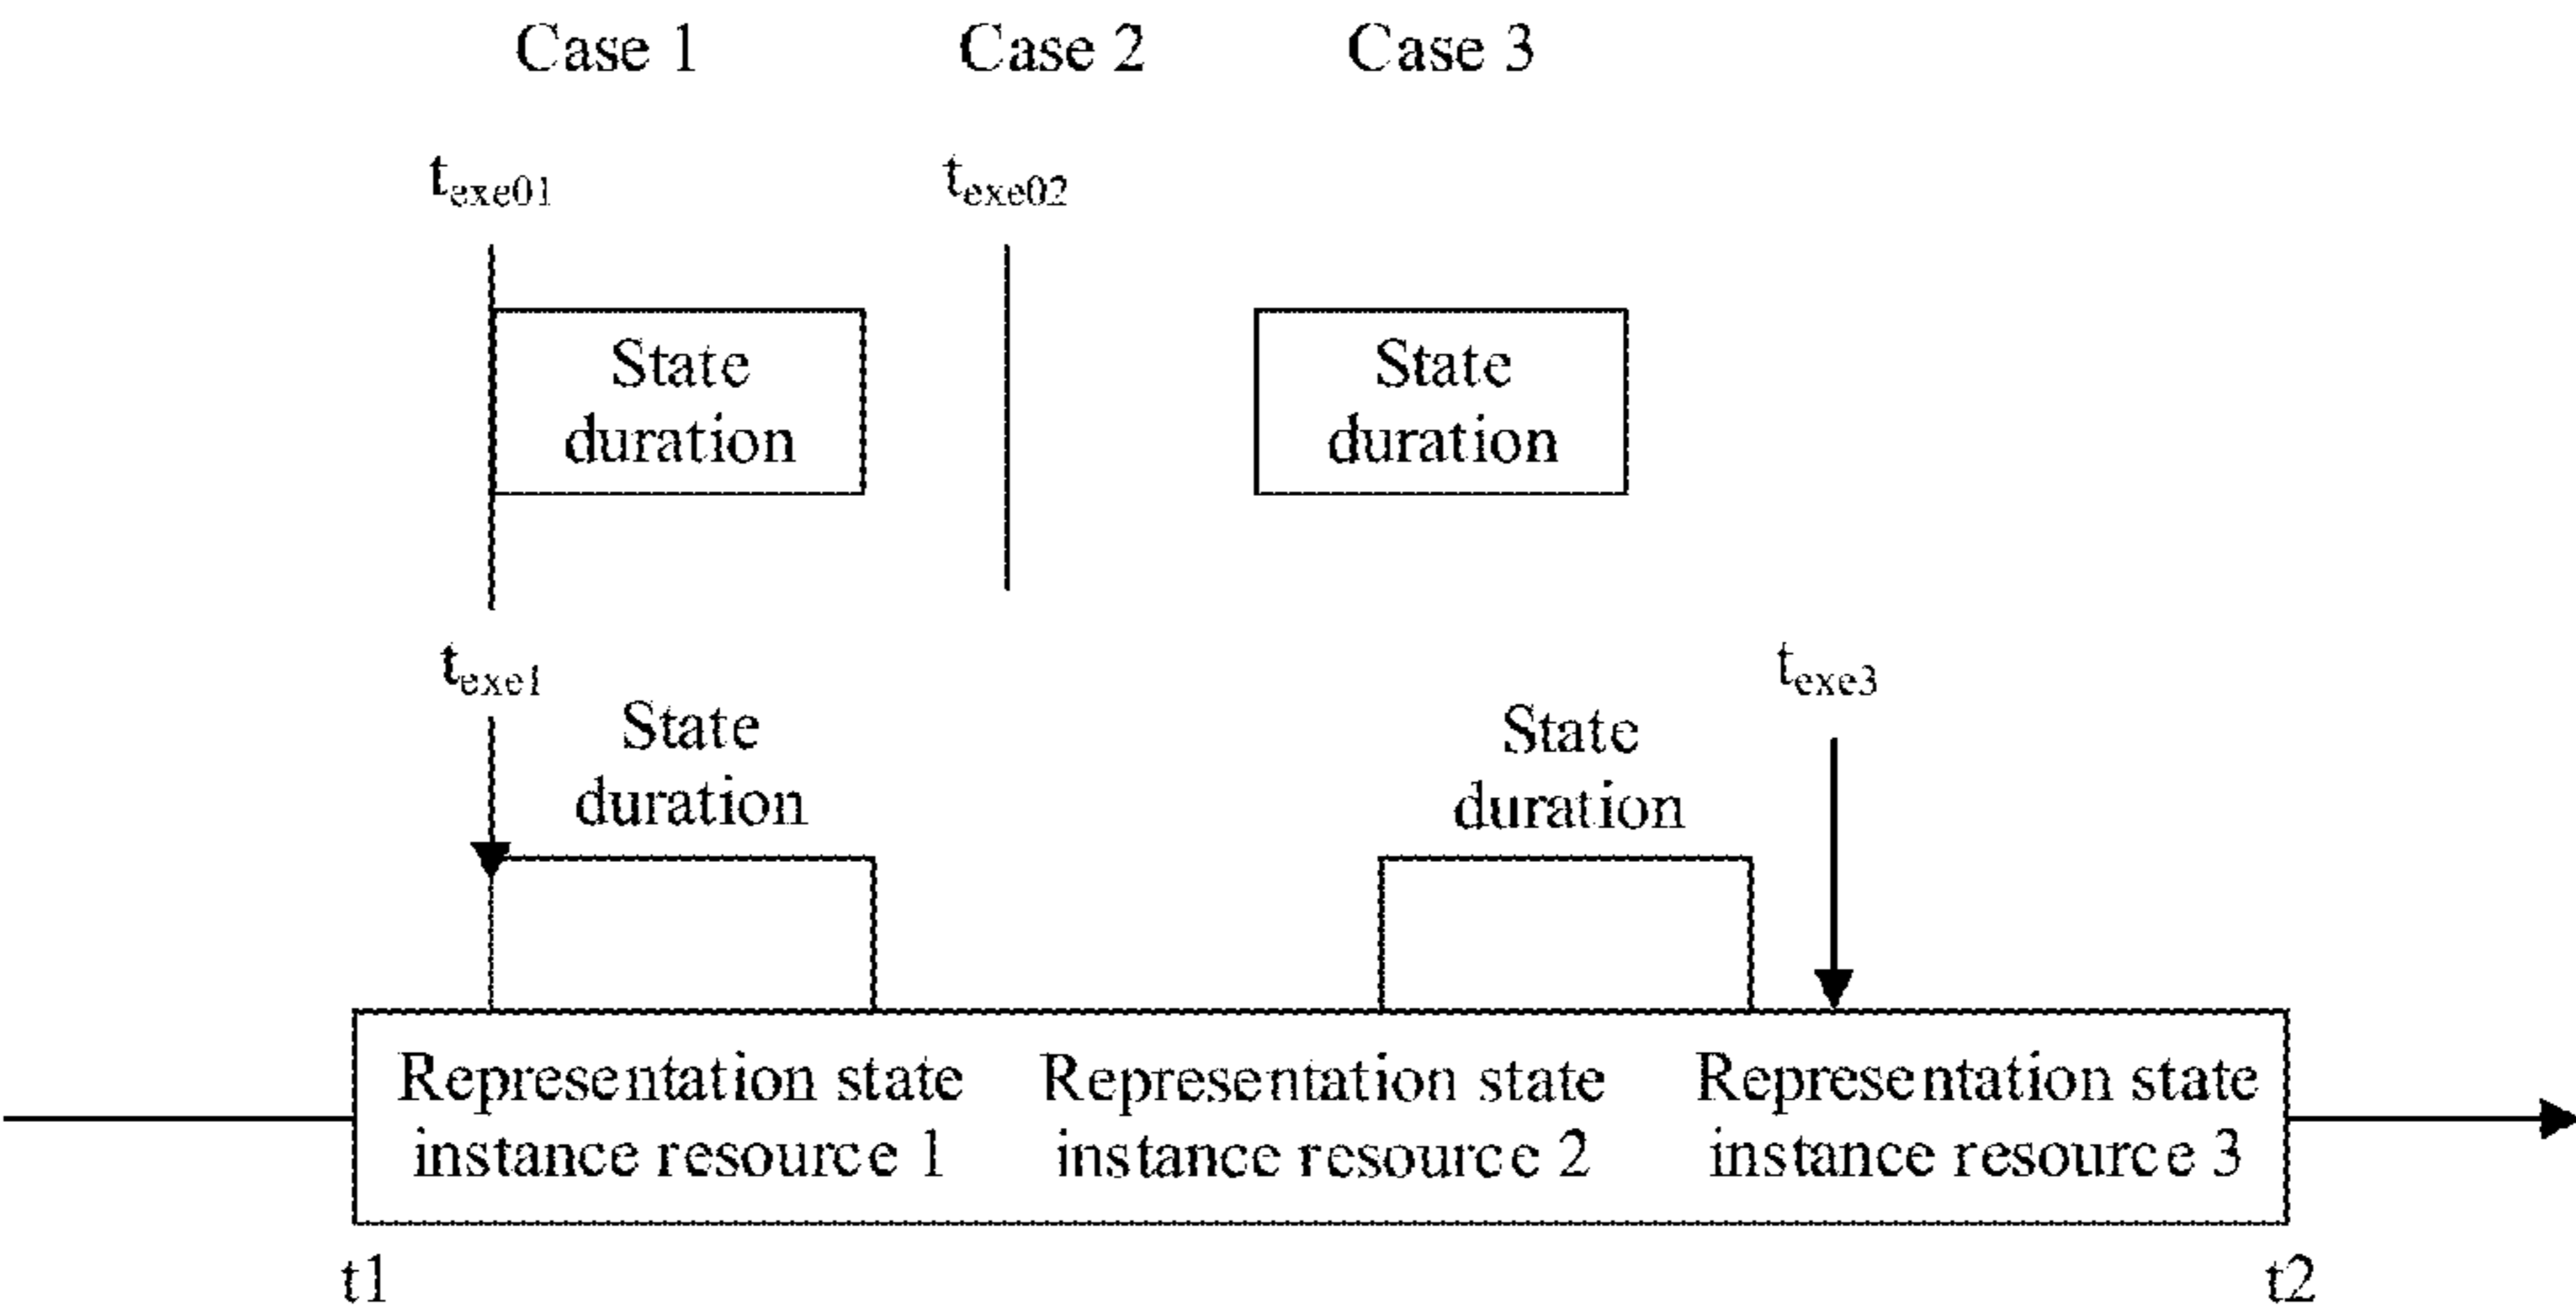 Case 1 Case 2 Case 3
texe01 texe02
State State
duration duration
texe1 texe3
State State
duration duration
Representation state Representation state Representation state
instance resource 1 instance resource 2 instance resource 3
t1 t2